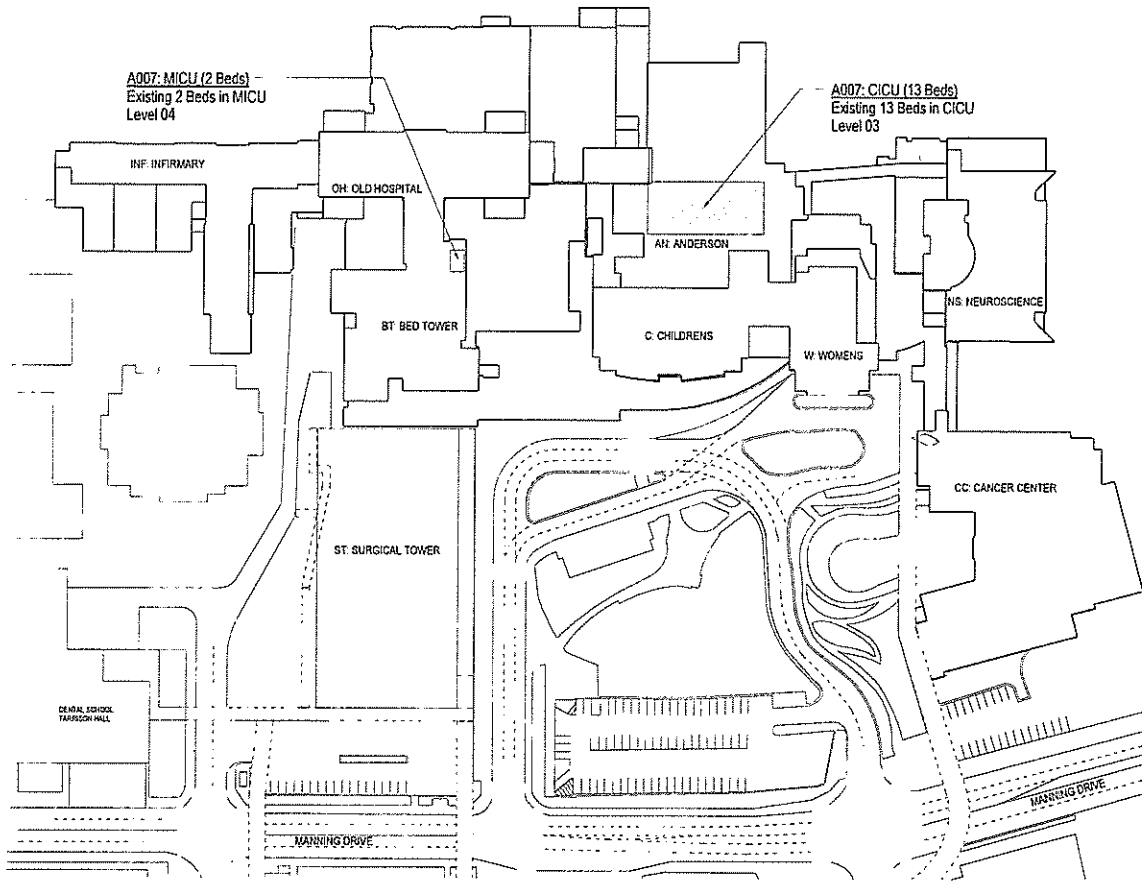 A007: MICU (2 Beds)
Existing 2 Beds in MICU
Level 04
A007: CICU (13 Beds)
Existing 13 Beds in CICU
Level 03
INF: INFIRMARY
OH: OLD HOSPITAL
AN: ANDERSON
NS: NEUROSCIENCE
BT: BED TOWER
C: CHILDRENS
W: WOMENS
CC: CANCER CENTER
ST: SURGICAL TOWER
DENTAL SCHOOL
TARRSON HALL
MANNING DRIVE
MANNING DRIVE